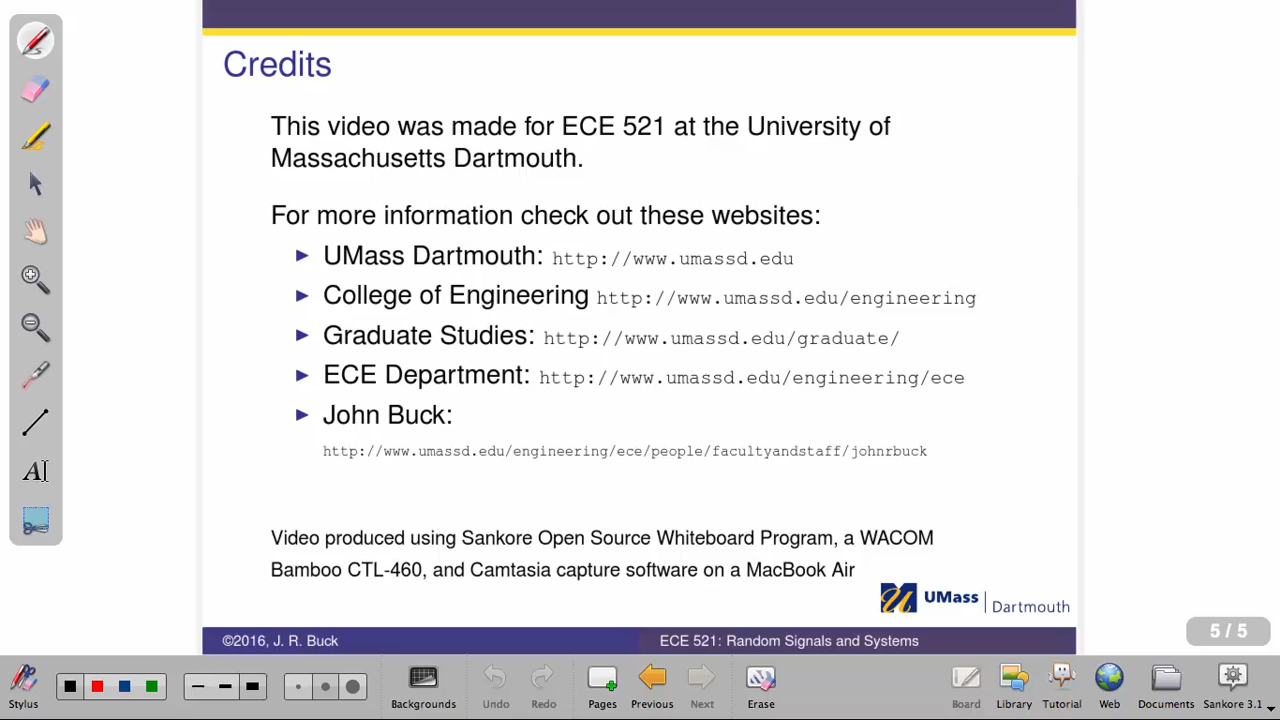 Credits
This video was made for ECE 521 at the University of
Massachusetts Dartmouth.
For more information check out these websites:
UMass Dartmouth: http://www.umassd.edu
College of Engineering http://www.umassd.edu/engineering
Graduate Studies: http://www.umassd.edu/graduate/
ECE Department: http://www.umassd.edu/engineering/ece
John Buck:
http://www.umassd.edu/engineering/ece/people/facultyandstaff/johnrbuck
Video produced using Sankore Open Source Whiteboard Program, a WACOM
Bamboo CTL-460, and Camtasia capture software on a MacBook Air
UMass | Dartmouth
©2016, J. R. Buck ECE 521: Random Signals and Systems
5 / 5
Stylus Backgrounds Undo Redo Pages Previous Next Erase Board Library Tutorial Web Documents Sankore 3.1